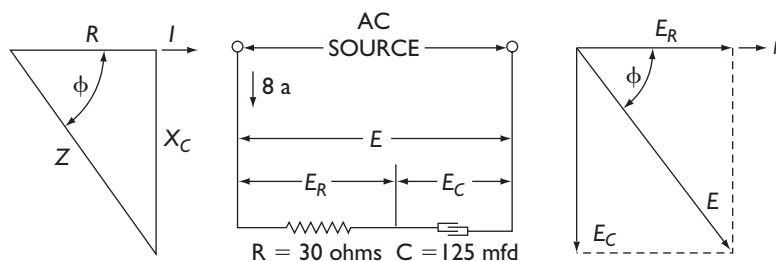 R
I
ϕ
Z
X_C
AC
SOURCE
8 a
E
E_R
E_C
R = 30 ohms C = 125 mfd
E_R
ϕ
E
E_C